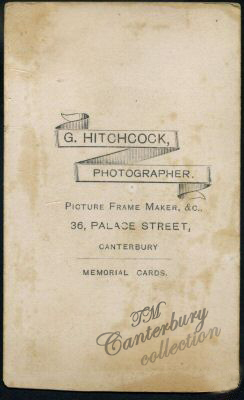 G. HITCHCOCK,
PHOTOGRAPHER.
PICTURE FRAME MAKER, &C.,
36, PALACE STREET,
CANTERBURY
MEMORIAL CARDS.
TM
Canterbury
collection